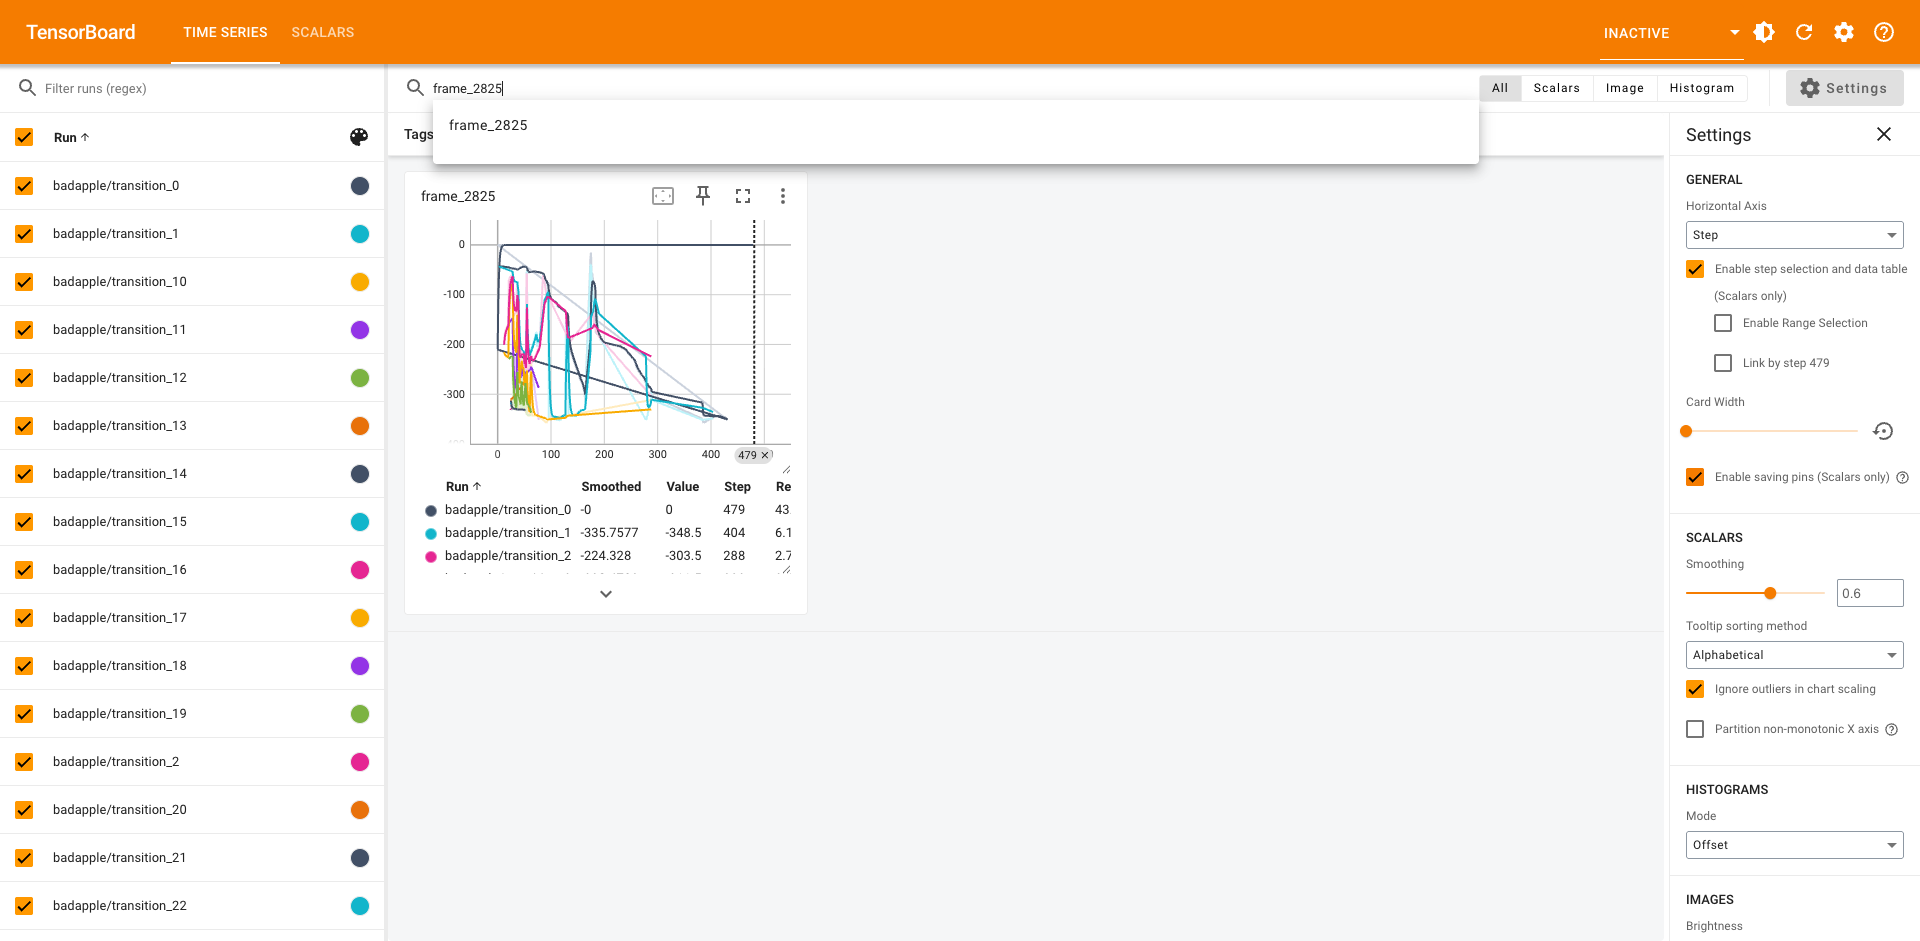 TensorBoard
TIME SERIES
SCALARS
INACTIVE
Filter runs (regex)
Run
badapple/transition_0
badapple/transition_1
badapple/transition_10
badapple/transition_11
badapple/transition_12
badapple/transition_13
badapple/transition_14
badapple/transition_15
badapple/transition_16
badapple/transition_17
badapple/transition_18
badapple/transition_19
badapple/transition_2
badapple/transition_20
badapple/transition_21
badapple/transition_22
frame_2825
All Scalars Image Histogram
Settings
frame_2825
Tags
frame_2825
0
-100
-200
-300
0 100 200 300 400 479
Run Smoothed Value Step Re
badapple/transition_0 -0 0 479 43
badapple/transition_1 -335.7577 -348.5 404 6.1
badapple/transition_2 -224.328 -303.5 288 2.7
Settings
GENERAL
Horizontal Axis
Step
Enable step selection and data table
(Scalars only)
Enable Range Selection
Link by step 479
Card Width
Enable saving pins (Scalars only)
SCALARS
Smoothing
0.6
Tooltip sorting method
Alphabetical
Ignore outliers in chart scaling
Partition non-monotonic X axis
HISTOGRAMS
Mode
Offset
IMAGES
Brightness